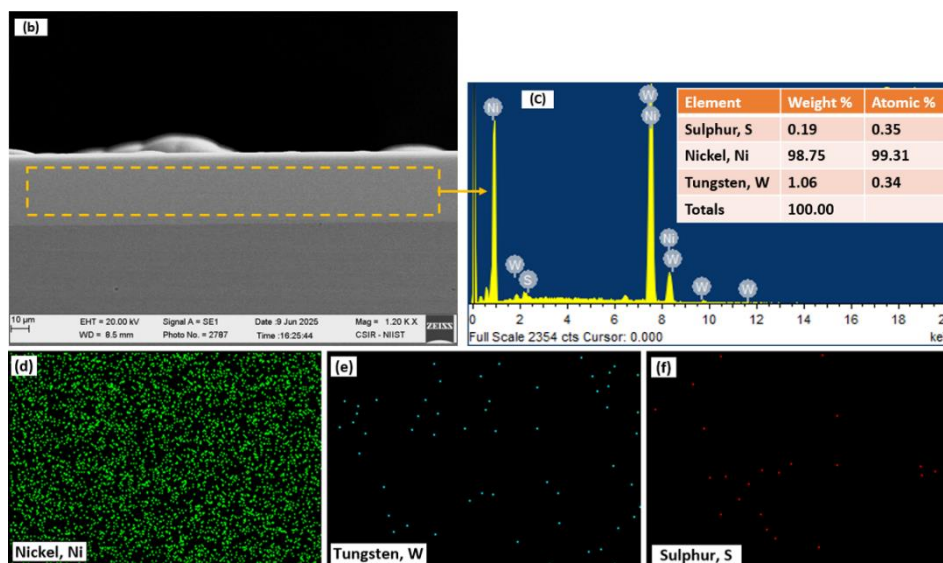 (b)
10 µm
EHT = 20.00 kV
Signal A = SE1
Date :9 Jun 2025
Mag = 1.20 K X
ZEISS
WD = 8.5 mm
Photo No. = 2787
Time :16:25:44
CSIR - NIIST
(C)
Ni
W
S
W
Ni
Ni
W
W
W
Element Weight % Atomic %
Sulphur, S 0.19 0.35
Nickel, Ni 98.75 99.31
Tungsten, W 1.06 0.34
Totals 100.00
0 2 4 6 8 10 12 14 16 18 2
Full Scale 2354 cts Cursor: 0.000
ke
(d)
Nickel, Ni
(e)
Tungsten, W
(f)
Sulphur, S